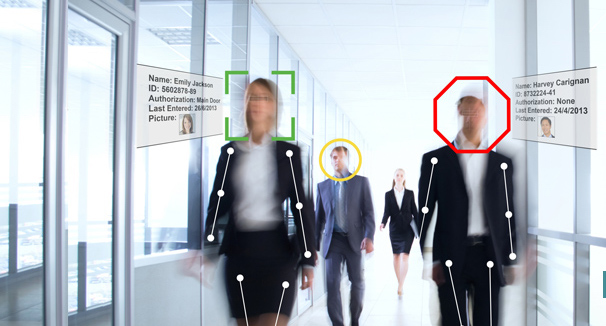 Name: Emily Jackson
ID: 5602878-89
Authorization: Main Door
Last Entered: 26/8/2013
Picture:
Name: Harvey Carignan
ID: 8732224-41
Authorization: None
Last Entered: 24/4/2013
Picture: